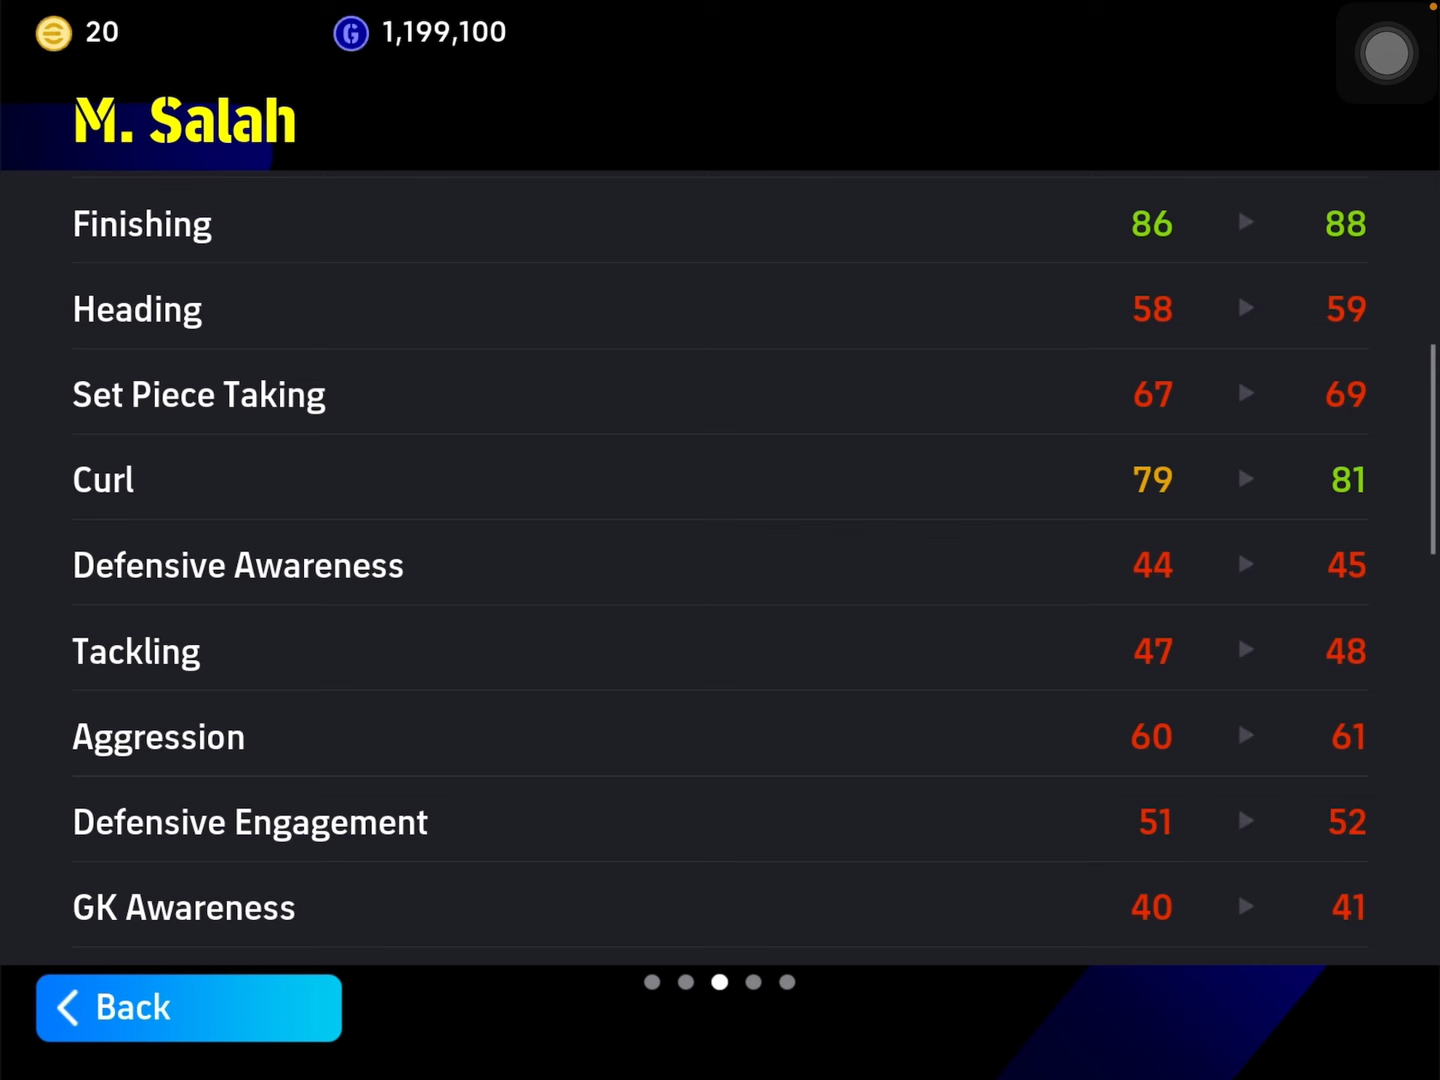 20 1,199,100
M. Salah
Finishing 86 88
Heading 58 59
Set Piece Taking 67 69
Curl 79 81
Defensive Awareness 44 45
Tackling 47 48
Aggression 60 61
Defensive Engagement 51 52
GK Awareness 40 41
Back